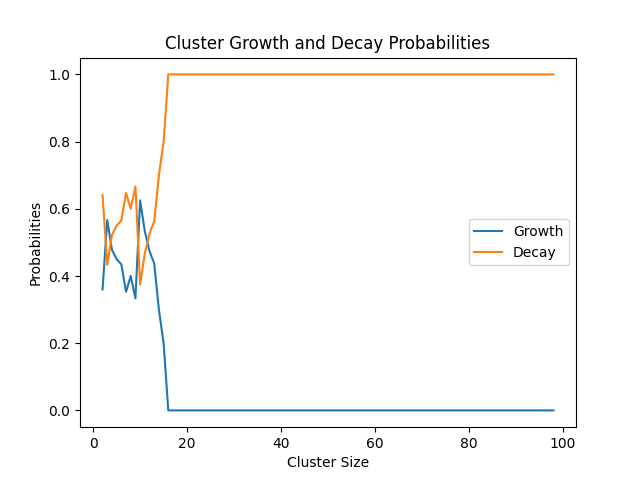 Cluster Growth and Decay Probabilities
1.0
0.8
0.6
0.4
0.2
0.0
Probabilities
Growth
Decay
0 20 40 60 80 100
Cluster Size